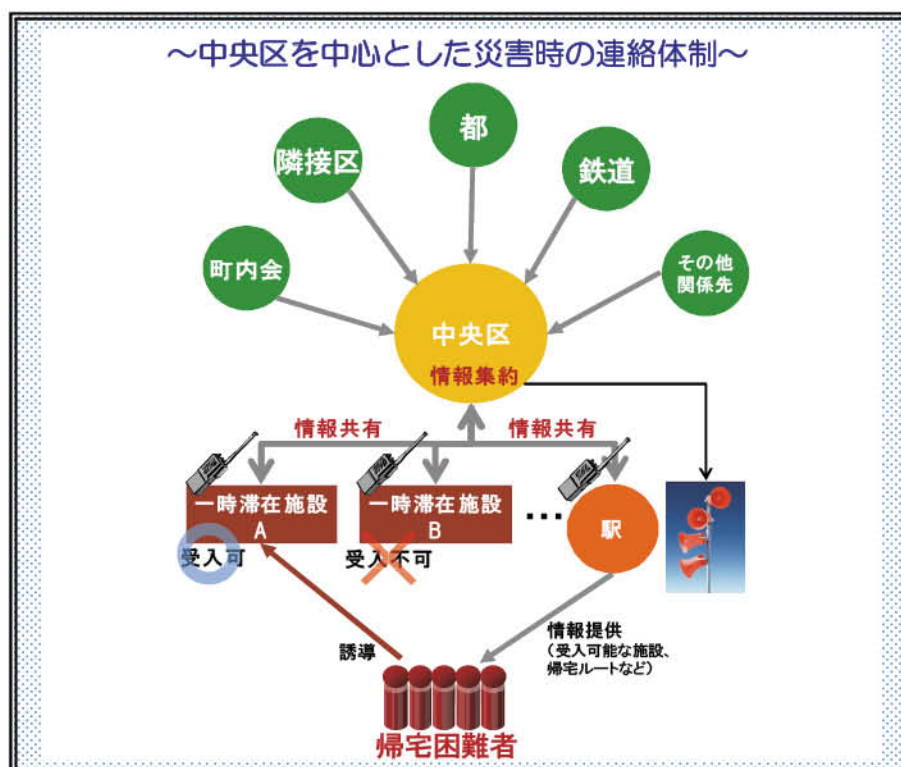 ~中央区を中心とした災害時の連絡体制~
都
隣接区
鉄道
町内会
その他
関係先
中央区
情報集約
情報共有
情報共有
一時滞在施設
A
一時滞在施設
B
…
駅
受入可
受入不可
誘導
情報提供
(受入可能な施設、
帰宅ルートなど)
帰宅困難者